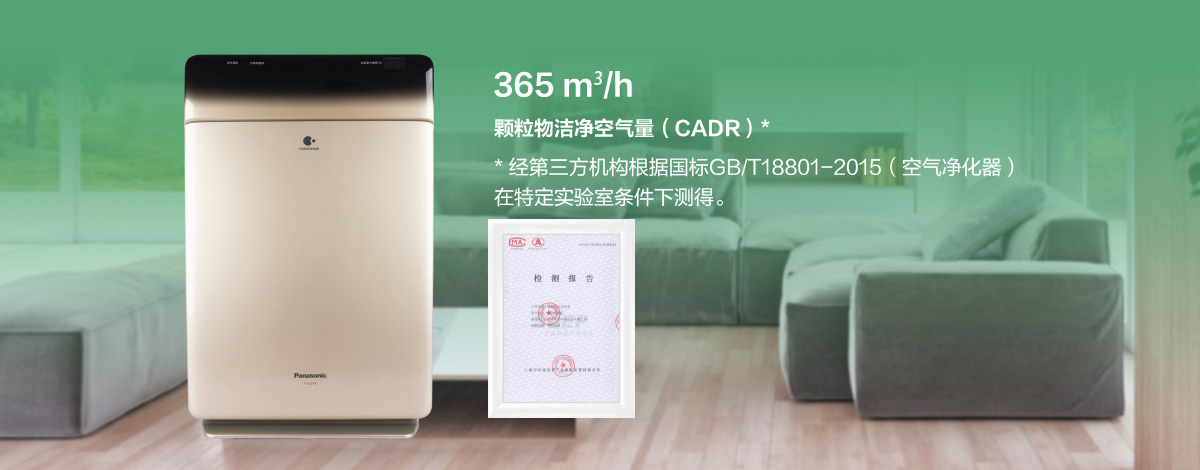 365 m³/h
颗粒物洁净空气量（CADR）*
* 经第三方机构根据国标GB/T18801-2015（空气净化器）
在特定实验室条件下测得。
nanoe
MA
检 测 报 告
Panasonic